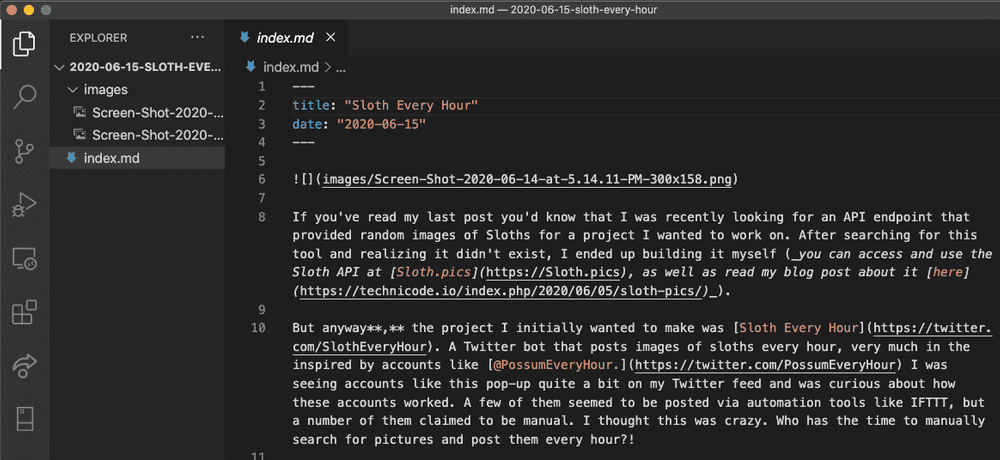 index.md — 2020-06-15-sloth-every-hour
EXPLORER
2020-06-15-SLOTH-EVE...
images
Screen-Shot-2020-...
Screen-Shot-2020-...
index.md
index.md
index.md > ...
1 ---
2 title: "Sloth Every Hour"
3 date: "2020-06-15"
4 ---
5
6 ![](images/Screen-Shot-2020-06-14-at-5.14.11-PM-300x158.png)
7
8 If you've read my last post you'd know that I was recently looking for an API endpoint that
provided random images of Sloths for a project I wanted to work on. After searching for this
tool and realizing it didn't exist, I ended up building it myself (_you can access and use the
Sloth API at [Sloth.pics](https://Sloth.pics), as well as read my blog post about it [here]
(https://technicode.io/index.php/2020/06/05/sloth-pics/)_).
9
10 But anyway**,** the project I initially wanted to make was [Sloth Every Hour](https://twitter.
com/SlothEveryHour). A Twitter bot that posts images of sloths every hour, very much in the
inspired by accounts like [@PossumEveryHour.](https://twitter.com/PossumEveryHour) I was
seeing accounts like this pop-up quite a bit on my Twitter feed and was curious about how
these accounts worked. A few of them seemed to be posted via automation tools like IFTTT, but
a number of them claimed to be manual. I thought this was crazy. Who has the time to manually
search for pictures and post them every hour?!
11